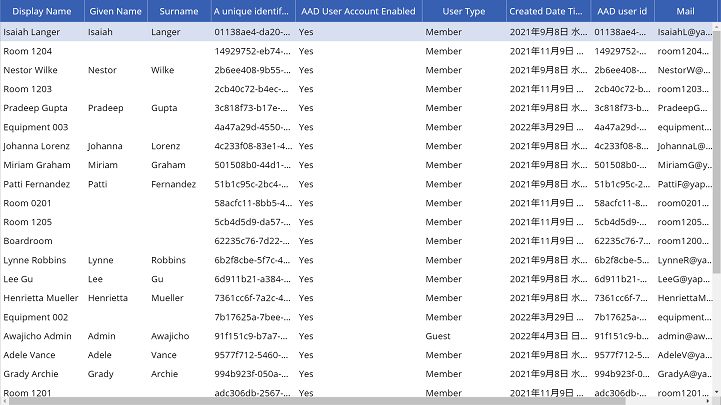 Display Name Given Name Surname A unique identif... AAD User Account Enabled User Type Created Date Ti... AAD user id Mail
Isaiah Langer Isaiah Langer 01138ae4-da20-... Yes Member 2021年9月8日 水... 01138ae4-... IsaiahL@ya...
Room 1204 14929752-eb74-... Yes Member 2021年11月9日 ... 14929752-... room1204...
Nestor Wilke Nestor Wilke 2b6ee408-9b55-... Yes Member 2021年9月8日 水... 2b6ee408-... NestorW@...
Room 1203 2cb40c72-b4ec-... Yes Member 2021年11月9日 ... 2cb40c72-b... room1203...
Pradeep Gupta Pradeep Gupta 3c818f73-b17e-... Yes Member 2021年9月8日 水... 3c818f73-b... PradeepG...
Equipment 003 4a47a29d-4550-... Yes Member 2022年3月29日 ... 4a47a29d-... equipment...
Johanna Lorenz Johanna Lorenz 4c233f08-83e1-4... Yes Member 2021年9月8日 水... 4c233f08-8... JohannaL@...
Miriam Graham Miriam Graham 501508b0-44d1-... Yes Member 2021年9月8日 水... 501508b0-... MiriamG@...
Patti Fernandez Patti Fernandez 51b1c95c-2bc4-... Yes Member 2021年9月8日 水... 51b1c95c-2... PattiF@yap...
Room 0201 58acfc11-8bb5-4... Yes Member 2021年11月9日 ... 58acfc11-8... room0201...
Room 1205 5cb4d5d9-da57-... Yes Member 2021年11月9日 ... 5cb4d5d9-... room1205...
Boardroom 62235c76-7d22-... Yes Member 2021年11月9日 ... 62235c76-... room1200...
Lynne Robbins Lynne Robbins 6b2f8cbe-5f7c-4... Yes Member 2021年9月8日 水... 6b2f8cbe-5... LynneR@y...
Lee Gu Lee Gu 6d911b21-a384-... Yes Member 2021年9月8日 水... 6d911b21-... LeeG@yap...
Henrietta Mueller Henrietta Mueller 7361cc6f-7a2c-4... Yes Member 2021年9月8日 水... 7361cc6f-7... HenriettaM...
Equipment 002 7b17625a-7bee-... Yes Member 2022年3月29日 ... 7b17625a-... equipment...
Awajicho Admin Admin Awajicho 91f151c9-b7a7-... Yes Guest 2022年4月3日 日... 91f151c9-b... admin@aw...
Adele Vance Adele Vance 9577f712-5460-... Yes Member 2021年9月8日 水... 9577f712-5... AdeleV@ya...
Grady Archie Grady Archie 994b923f-050a-... Yes Member 2021年9月8日 水... 994b923f-0... GradyA@ya...
Room 1201 adc306db-2567-... Yes Member 2021年11月9日 ... adc306db-... room1201...